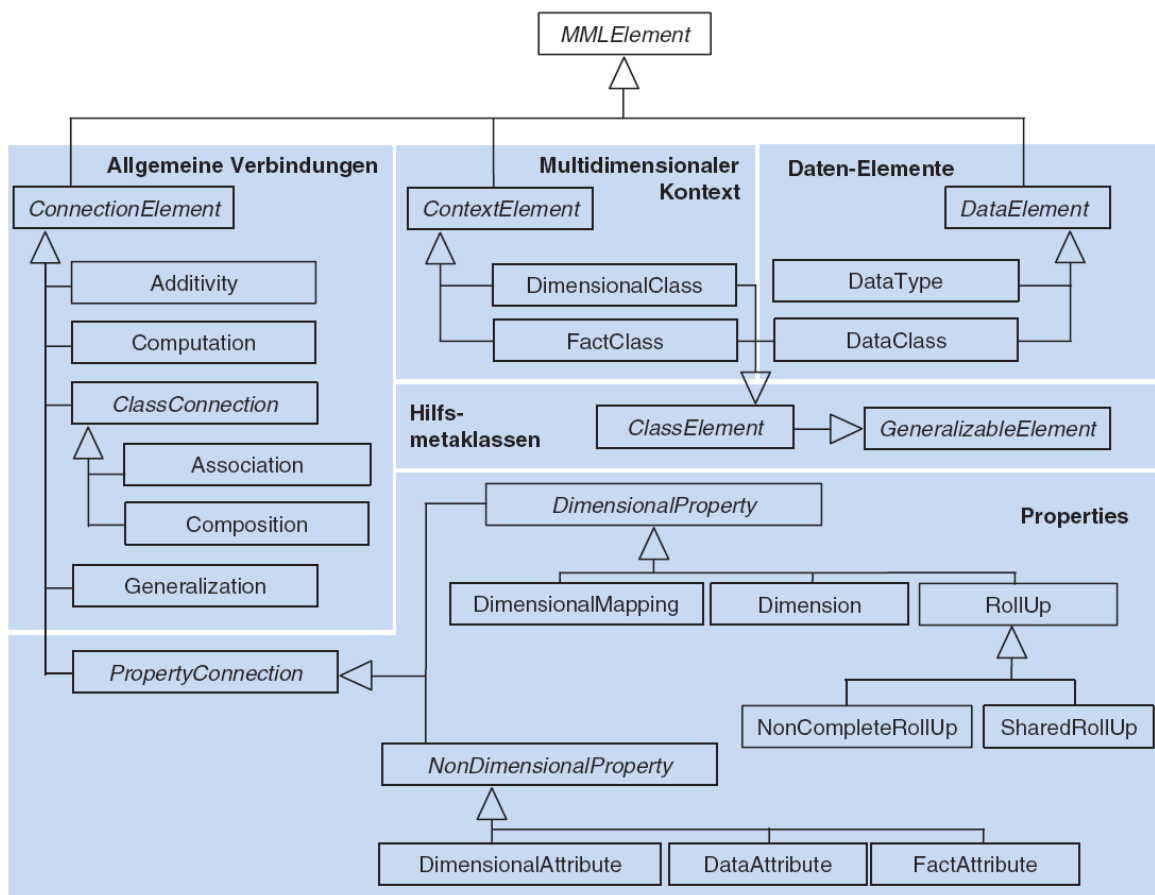 MMLElement
Allgemeine Verbindungen
Multidimensionaler
Kontext
Daten-Elemente
ConnectionElement
ContextElement
DataElement
Additivity
DimensionalClass
DataType
Computation
FactClass
DataClass
ClassConnection
Hilfs-
metaklassen
ClassElement
GeneralizableElement
Association
Composition
DimensionalProperty
Properties
Generalization
DimensionalMapping
Dimension
RollUp
PropertyConnection
NonCompleteRollUp
SharedRollUp
NonDimensionalProperty
DimensionalAttribute
DataAttribute
FactAttribute